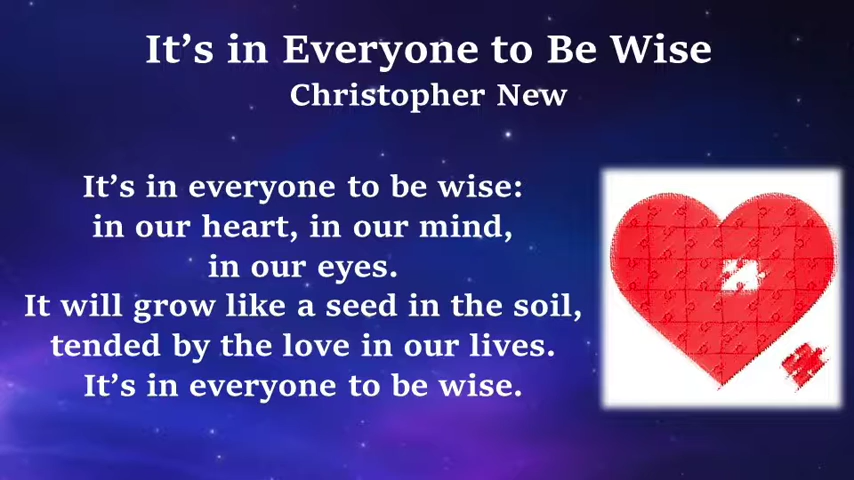 It’s in Everyone to Be Wise
Christopher New
It’s in everyone to be wise:
in our heart, in our mind,
in our eyes.
It will grow like a seed in the soil,
tended by the love in our lives.
It’s in everyone to be wise.